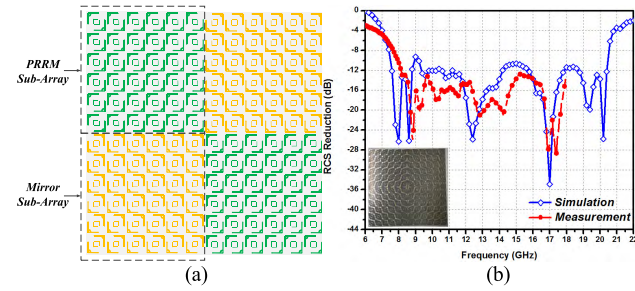 (a)
PRRM
Sub-Array
Mirror
Sub-Array
(b)
RCS Reduction (dB)
0
-4
-8
-12
-16
-20
-24
-28
-32
-36
-40
-44
Simulation
Measurement
6 7 8 9 10 11 12 13 14 15 16 17 18 19 20 21 22
Frequency (GHz)
(a)
(b)